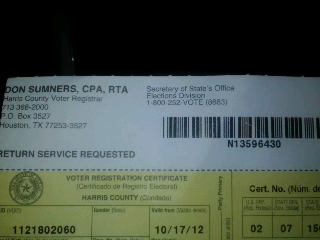 DON SUMNERS, CPA, RTA
Harris County Voter Registrar
713 368-2000
P.O. BOX 3527
Houston, TX 77253-3527
Secretary of State's Office
Elections Division
1-800-252-VOTE (8683)
N13596430
RETURN SERVICE REQUESTED
VOTER REGISTRATION CERTIFICATE
(Certificado de Registro Electoral)
HARRIS COUNTY (Condado)
Party Primary
Cert. No. (Núm. de
1121802060
10/17/12
02
07